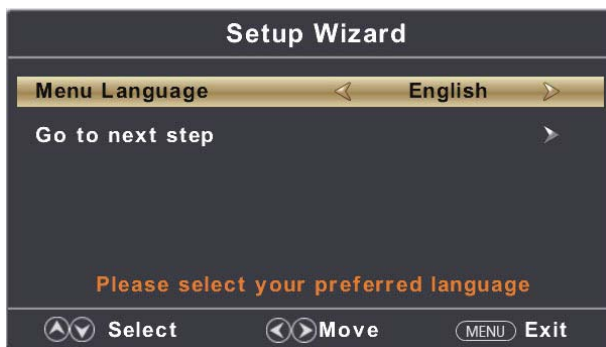 Setup Wizard
Menu Language English
Go to next step
Please select your preferred language
Select Move MENU Exit